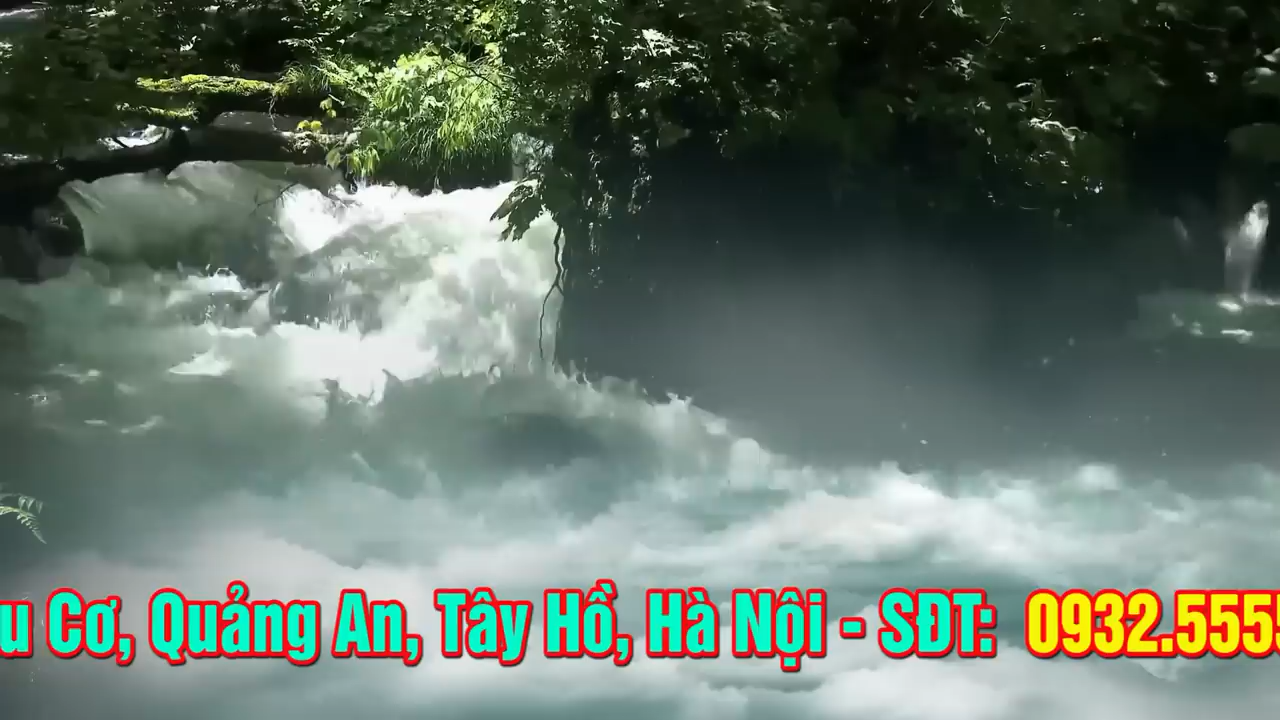 u Cơ, Quảng An, Tây Hồ, Hà Nội - SĐT: 0932.555